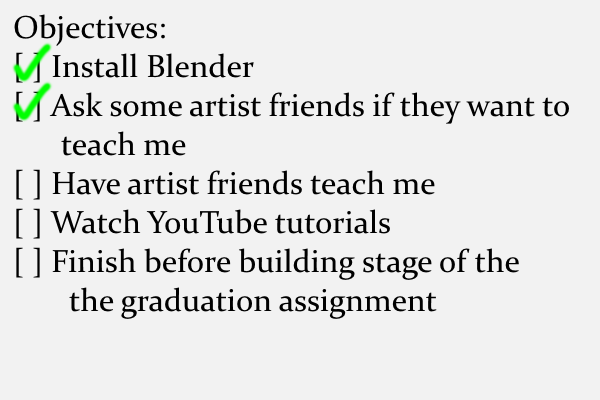 Objectives:
[ ] Install Blender
[ ] Ask some artist friends if they want to
teach me
[ ] Have artist friends teach me
[ ] Watch YouTube tutorials
[ ] Finish before building stage of the
the graduation assignment